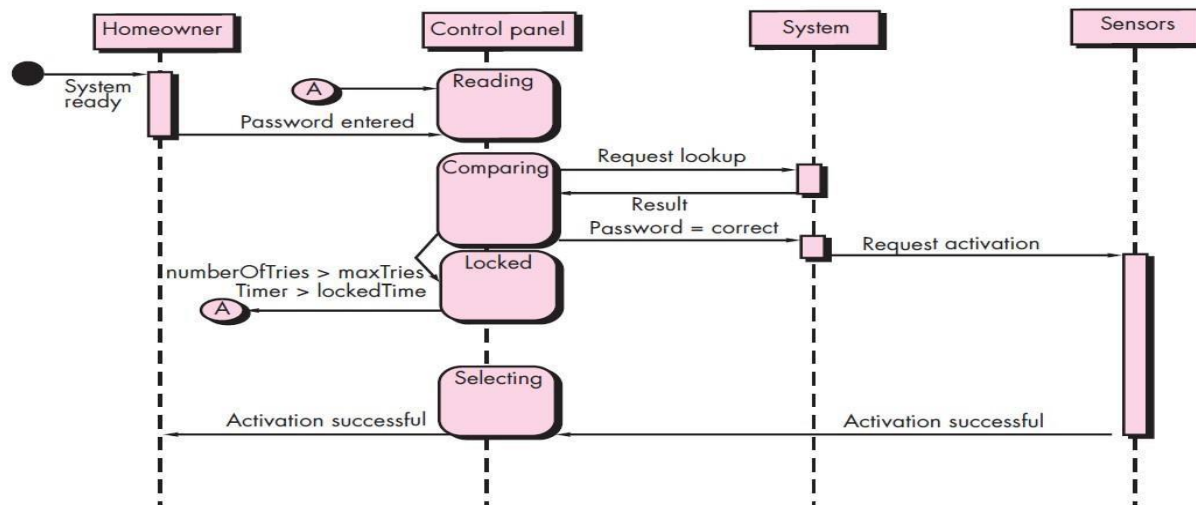 Homeowner
Control panel
System
Sensors
System
ready
A
Reading
Password entered
Comparing
Request lookup
Result
Password = correct
Request activation
numberOfTries > maxTries
Locked
Timer > lockedTime
A
Selecting
Activation successful
Activation successful